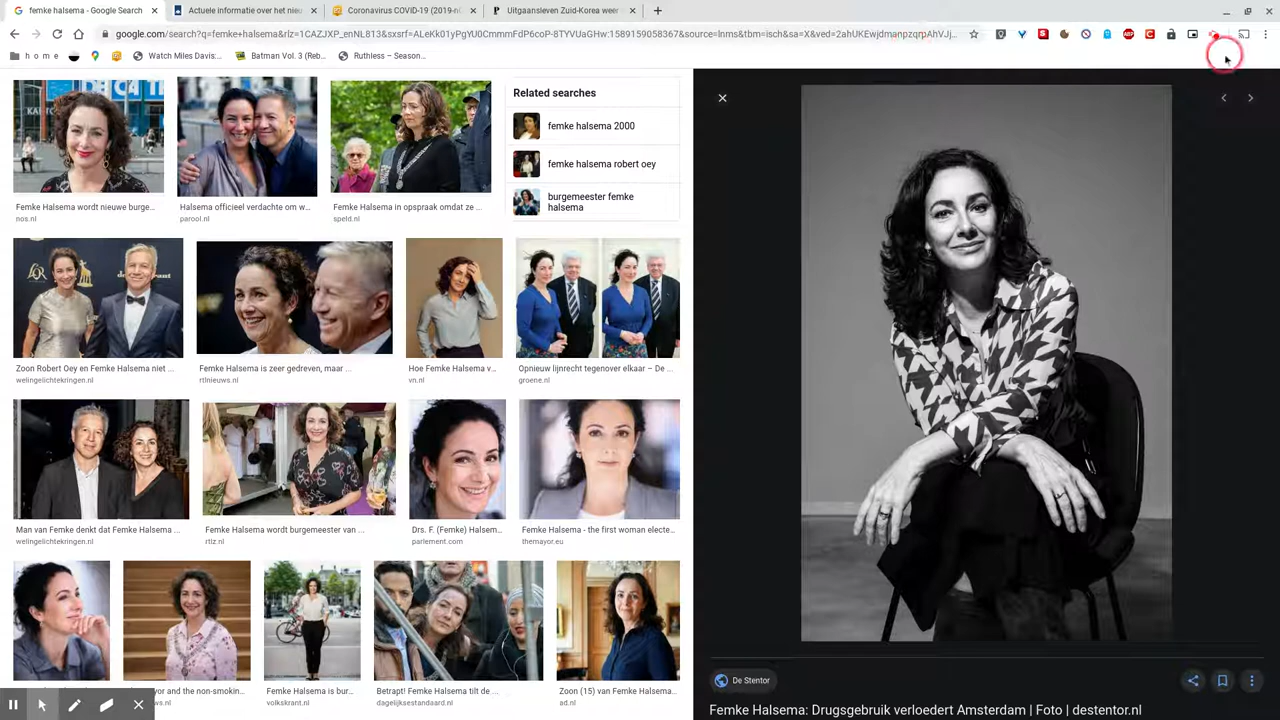 femke halsema - Google Search
Actuele informatie over het nieu
Coronavirus COVID-19 (2019-n
Uitgaansleven Zuid-Korea weer
google.com/search?q=femke+halsema&rlz=1CAZJXP_enNL813&sxsrf=ALeKk01yPgYU0CmmmFdP6coP-8TYVUaGHw:1589159058367&source=lnms&tbm=isch&sa=X&ved=2ahUKEwjdmanpzqrpAhVJj...
h o m e
Watch Miles Davis:...
Batman Vol. 3 (Reb...
Ruthless – Season...
Related searches
femke halsema 2000
femke halsema robert oey
burgemeester femke
halsema
Femke Halsema wordt nieuwe burge...
nos.nl
Halsema officieel verdachte om w...
parool.nl
Femke Halsema in opspraak omdat ze ...
speld.nl
Zoon Robert Oey en Femke Halsema niet ...
welingelichtekringen.nl
Femke Halsema is zeer gedreven, maar ...
rtlnieuws.nl
Hoe Femke Halsema v...
vn.nl
Opnieuw lijnrecht tegenover elkaar – De ...
groene.nl
Man van Femke denkt dat Femke Halsema ...
welingelichtekringen.nl
Femke Halsema wordt burgemeester van ...
rtlz.nl
Drs. F. (Femke) Halsem...
parlement.com
Femke Halsema - the first woman electe...
themayor.eu
yor and the non-smokin...
ws.nl
Femke Halsema is bur...
volkskrant.nl
Betrapt! Femke Halsema tilt de ...
dagelijksestandaard.nl
Zoon (15) van Femke Halsema...
ad.nl
De Stentor
Femke Halsema: Drugsgebruik verloedert Amsterdam | Foto | destentor.nl